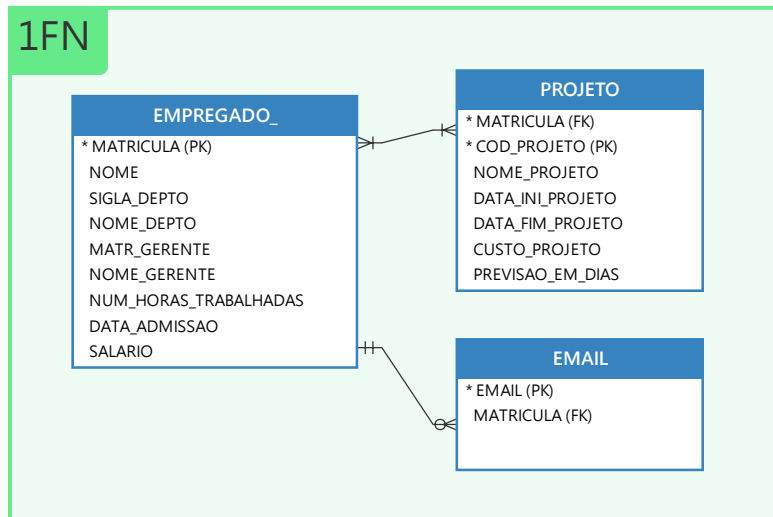 1FN
EMPREGADO_
* MATRICULA (PK)
NOME
SIGLA_DEPTO
NOME_DEPTO
MATR_GERENTE
NOME_GERENTE
NUM_HORAS_TRABALHADAS
DATA_ADMISSAO
SALARIO
PROJETO
* MATRICULA (FK)
* COD_PROJETO (PK)
NOME_PROJETO
DATA_INI_PROJETO
DATA_FIM_PROJETO
CUSTO_PROJETO
PREVISAO_EM_DIAS
EMAIL
* EMAIL (PK)
MATRICULA (FK)